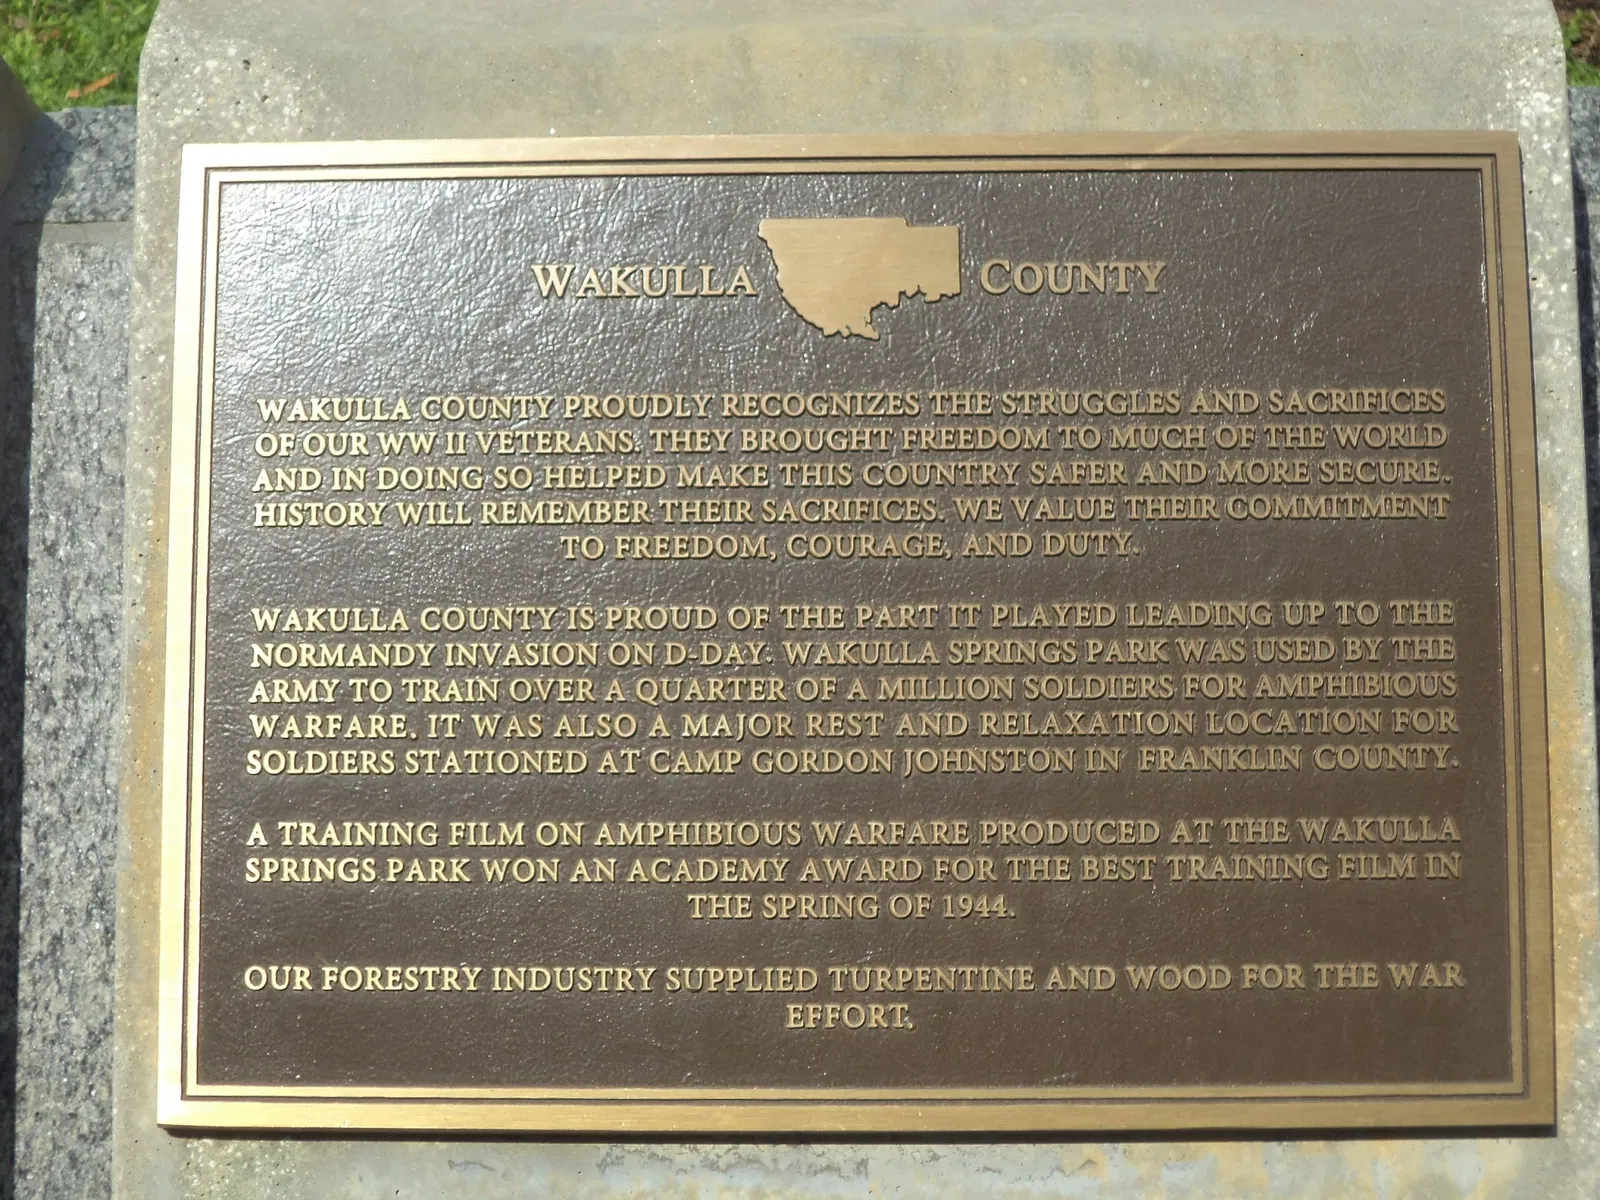 WAKULLA COUNTY
WAKULLA COUNTY PROUDLY RECOGNIZES THE STRUGGLES AND SACRIFICES
OF OUR WW II VETERANS. THEY BROUGHT FREEDOM TO MUCH OF THE WORLD
AND IN DOING SO HELPED MAKE THIS COUNTRY SAFER AND MORE SECURE.
HISTORY WILL REMEMBER THEIR SACRIFICES. WE VALUE THEIR COMMITMENT
TO FREEDOM, COURAGE, AND DUTY.
WAKULLA COUNTY IS PROUD OF THE PART IT PLAYED LEADING UP TO THE
NORMANDY INVASION ON D-DAY. WAKULLA SPRINGS PARK WAS USED BY THE
ARMY TO TRAIN OVER A QUARTER OF A MILLION SOLDIERS FOR AMPHIBIOUS
WARFARE. IT WAS ALSO A MAJOR REST AND RELAXATION LOCATION FOR
SOLDIERS STATIONED AT CAMP GORDON JOHNSTON IN FRANKLIN COUNTY.
A TRAINING FILM ON AMPHIBIOUS WARFARE PRODUCED AT THE WAKULLA
SPRINGS PARK WON AN ACADEMY AWARD FOR THE BEST TRAINING FILM IN
THE SPRING OF 1944.
OUR FORESTRY INDUSTRY SUPPLIED TURPENTINE AND WOOD FOR THE WAR
EFFORT.